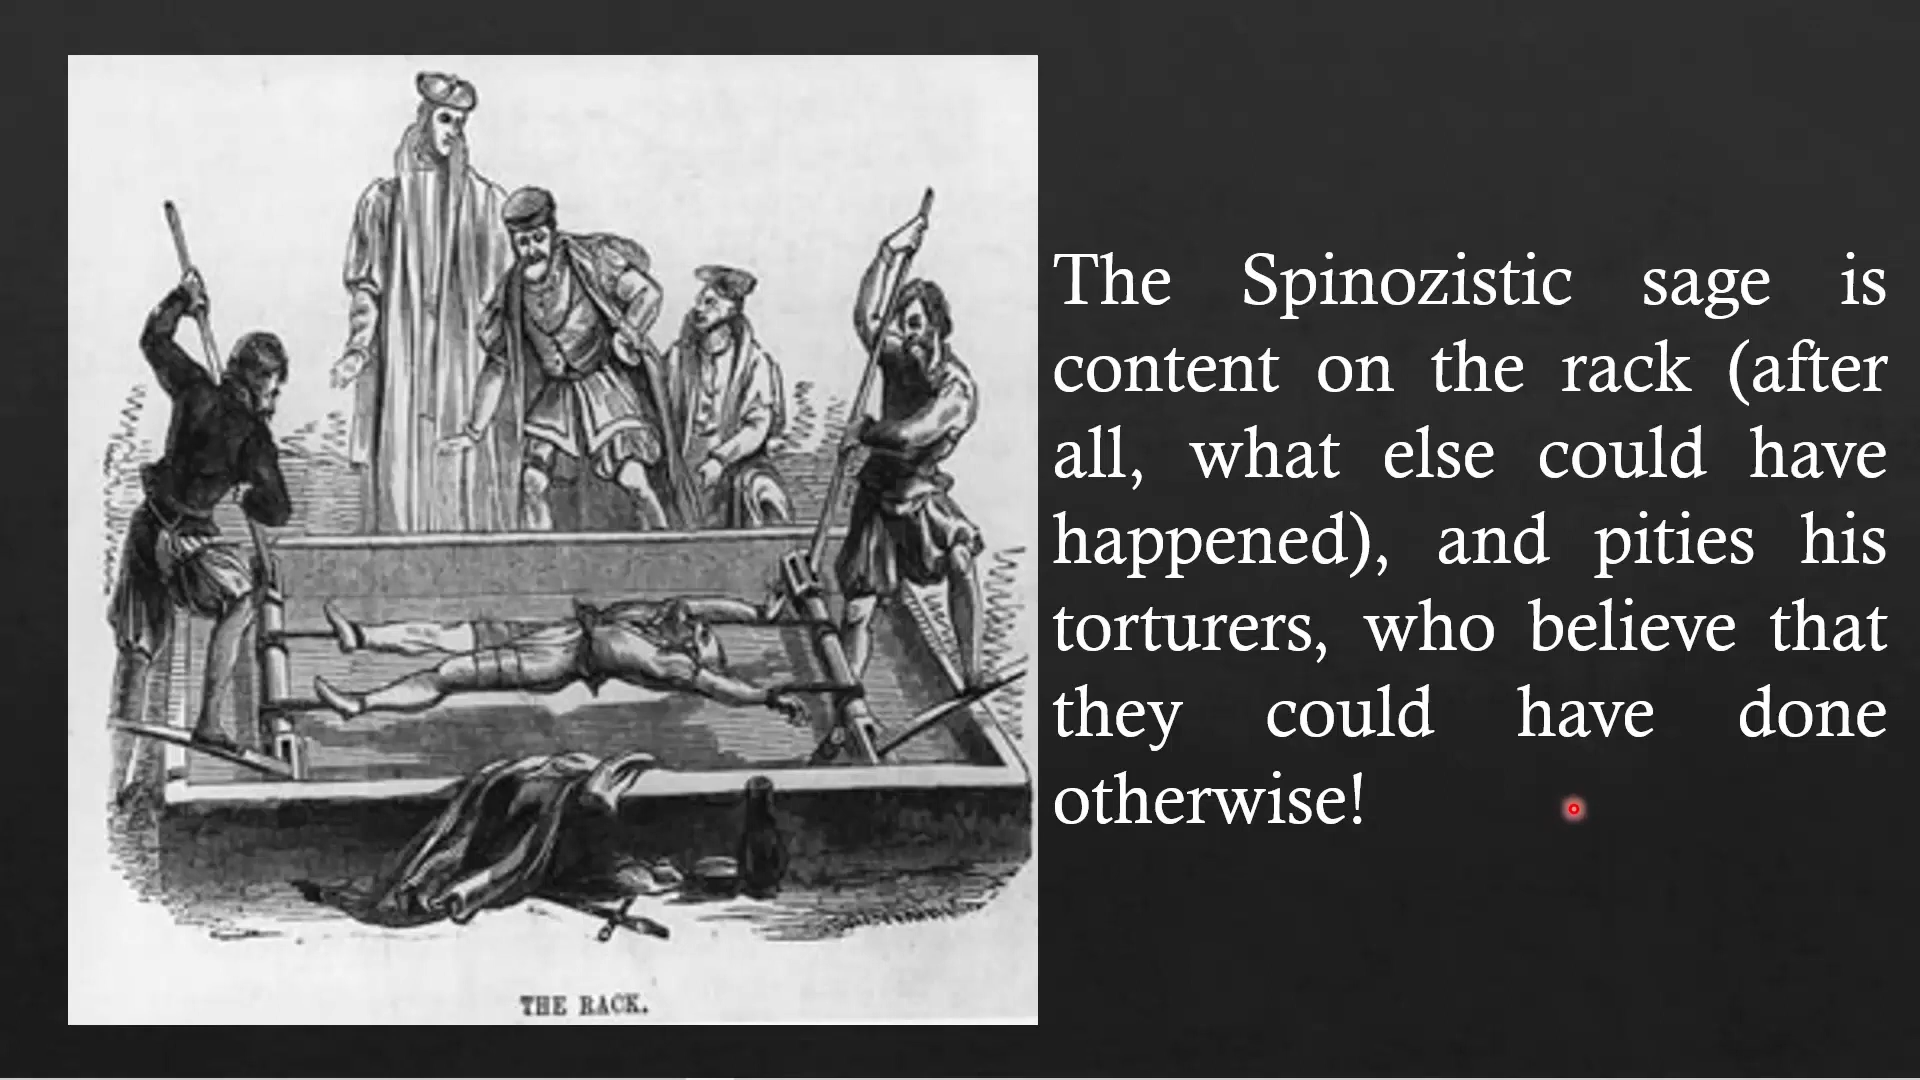 The Spinozistic sage is
content on the rack (after
all, what else could have
happened), and pities his
torturers, who believe that
they could have done
otherwise!
THE RACK.